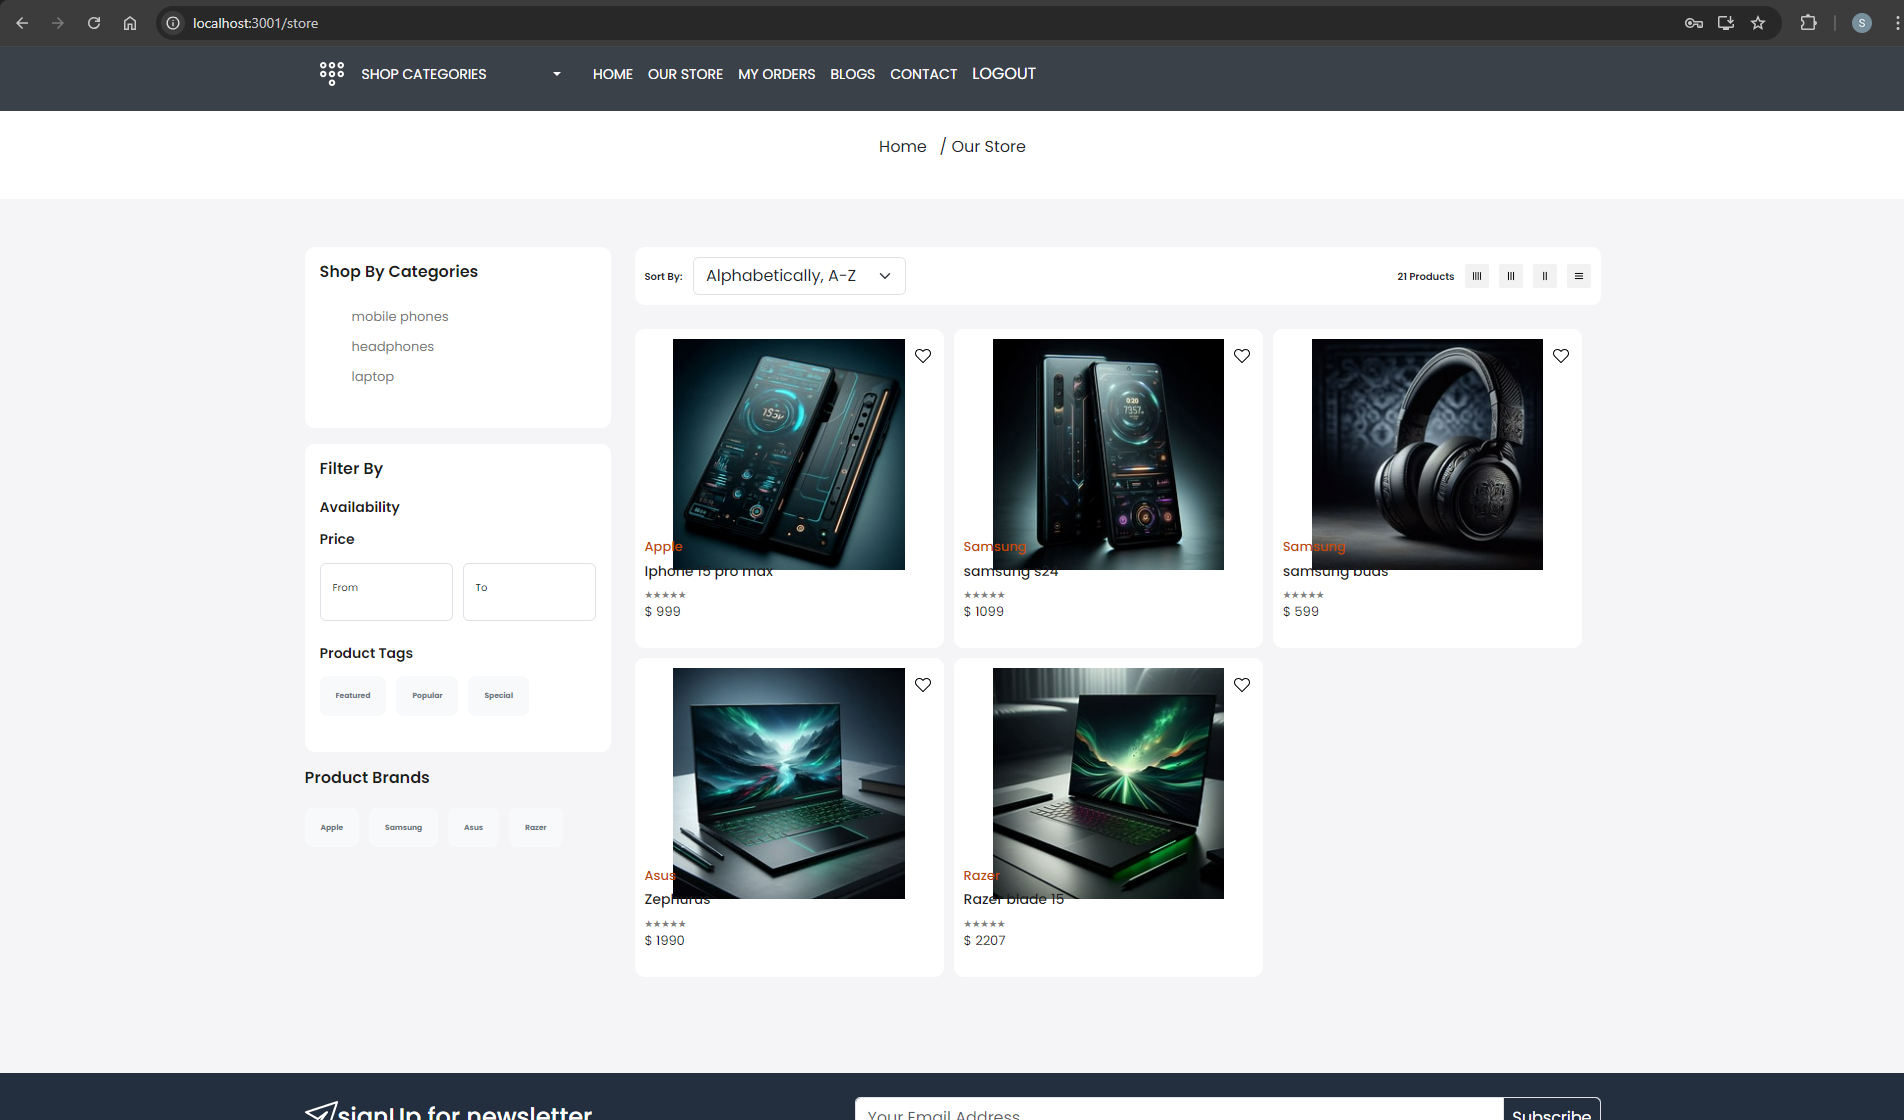 localhost:3001/store
S
SHOP CATEGORIES
HOME
OUR STORE
MY ORDERS
BLOGS
CONTACT
LOGOUT
Home / Our Store
Shop By Categories
mobile phones
headphones
laptop
Filter By
Availability
Price
From
To
Product Tags
Featured
Popular
Special
Product Brands
Apple
Samsung
Asus
Razer
Sort By:
Alphabetically, A-Z
21 Products
Apple
Iphone 15 pro max
★★★★★
$ 999
Samsung
samsung s24
★★★★★
$ 1099
Samsung
samsung buds
★★★★★
$ 599
Asus
Zephurus
★★★★★
$ 1990
Razer
Razer blade 15
★★★★★
$ 2207
signUp for newsletter
Your Email Address
Subscribe